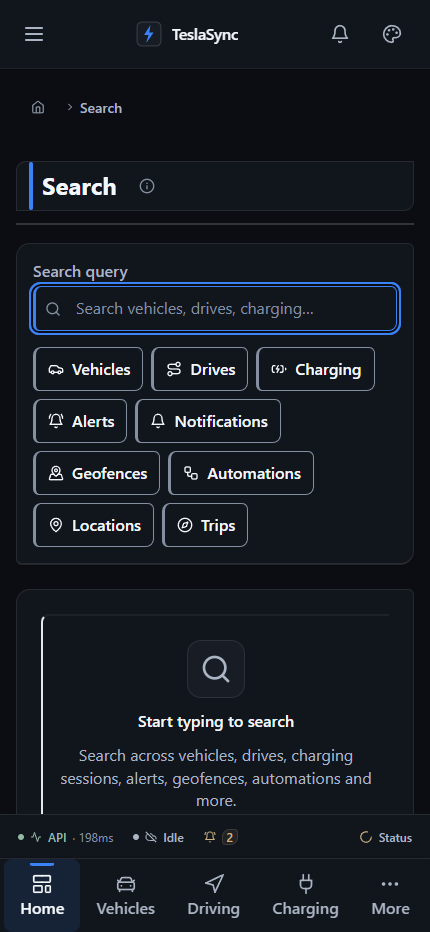 TeslaSync
Search
Search
Search query
Search vehicles, drives, charging...
Vehicles Drives Charging
Alerts Notifications
Geofences Automations
Locations Trips
Start typing to search
Search across vehicles, drives, charging
sessions, alerts, geofences, automations and
more.
API · 198ms Idle 2 Status
Home Vehicles Driving Charging More